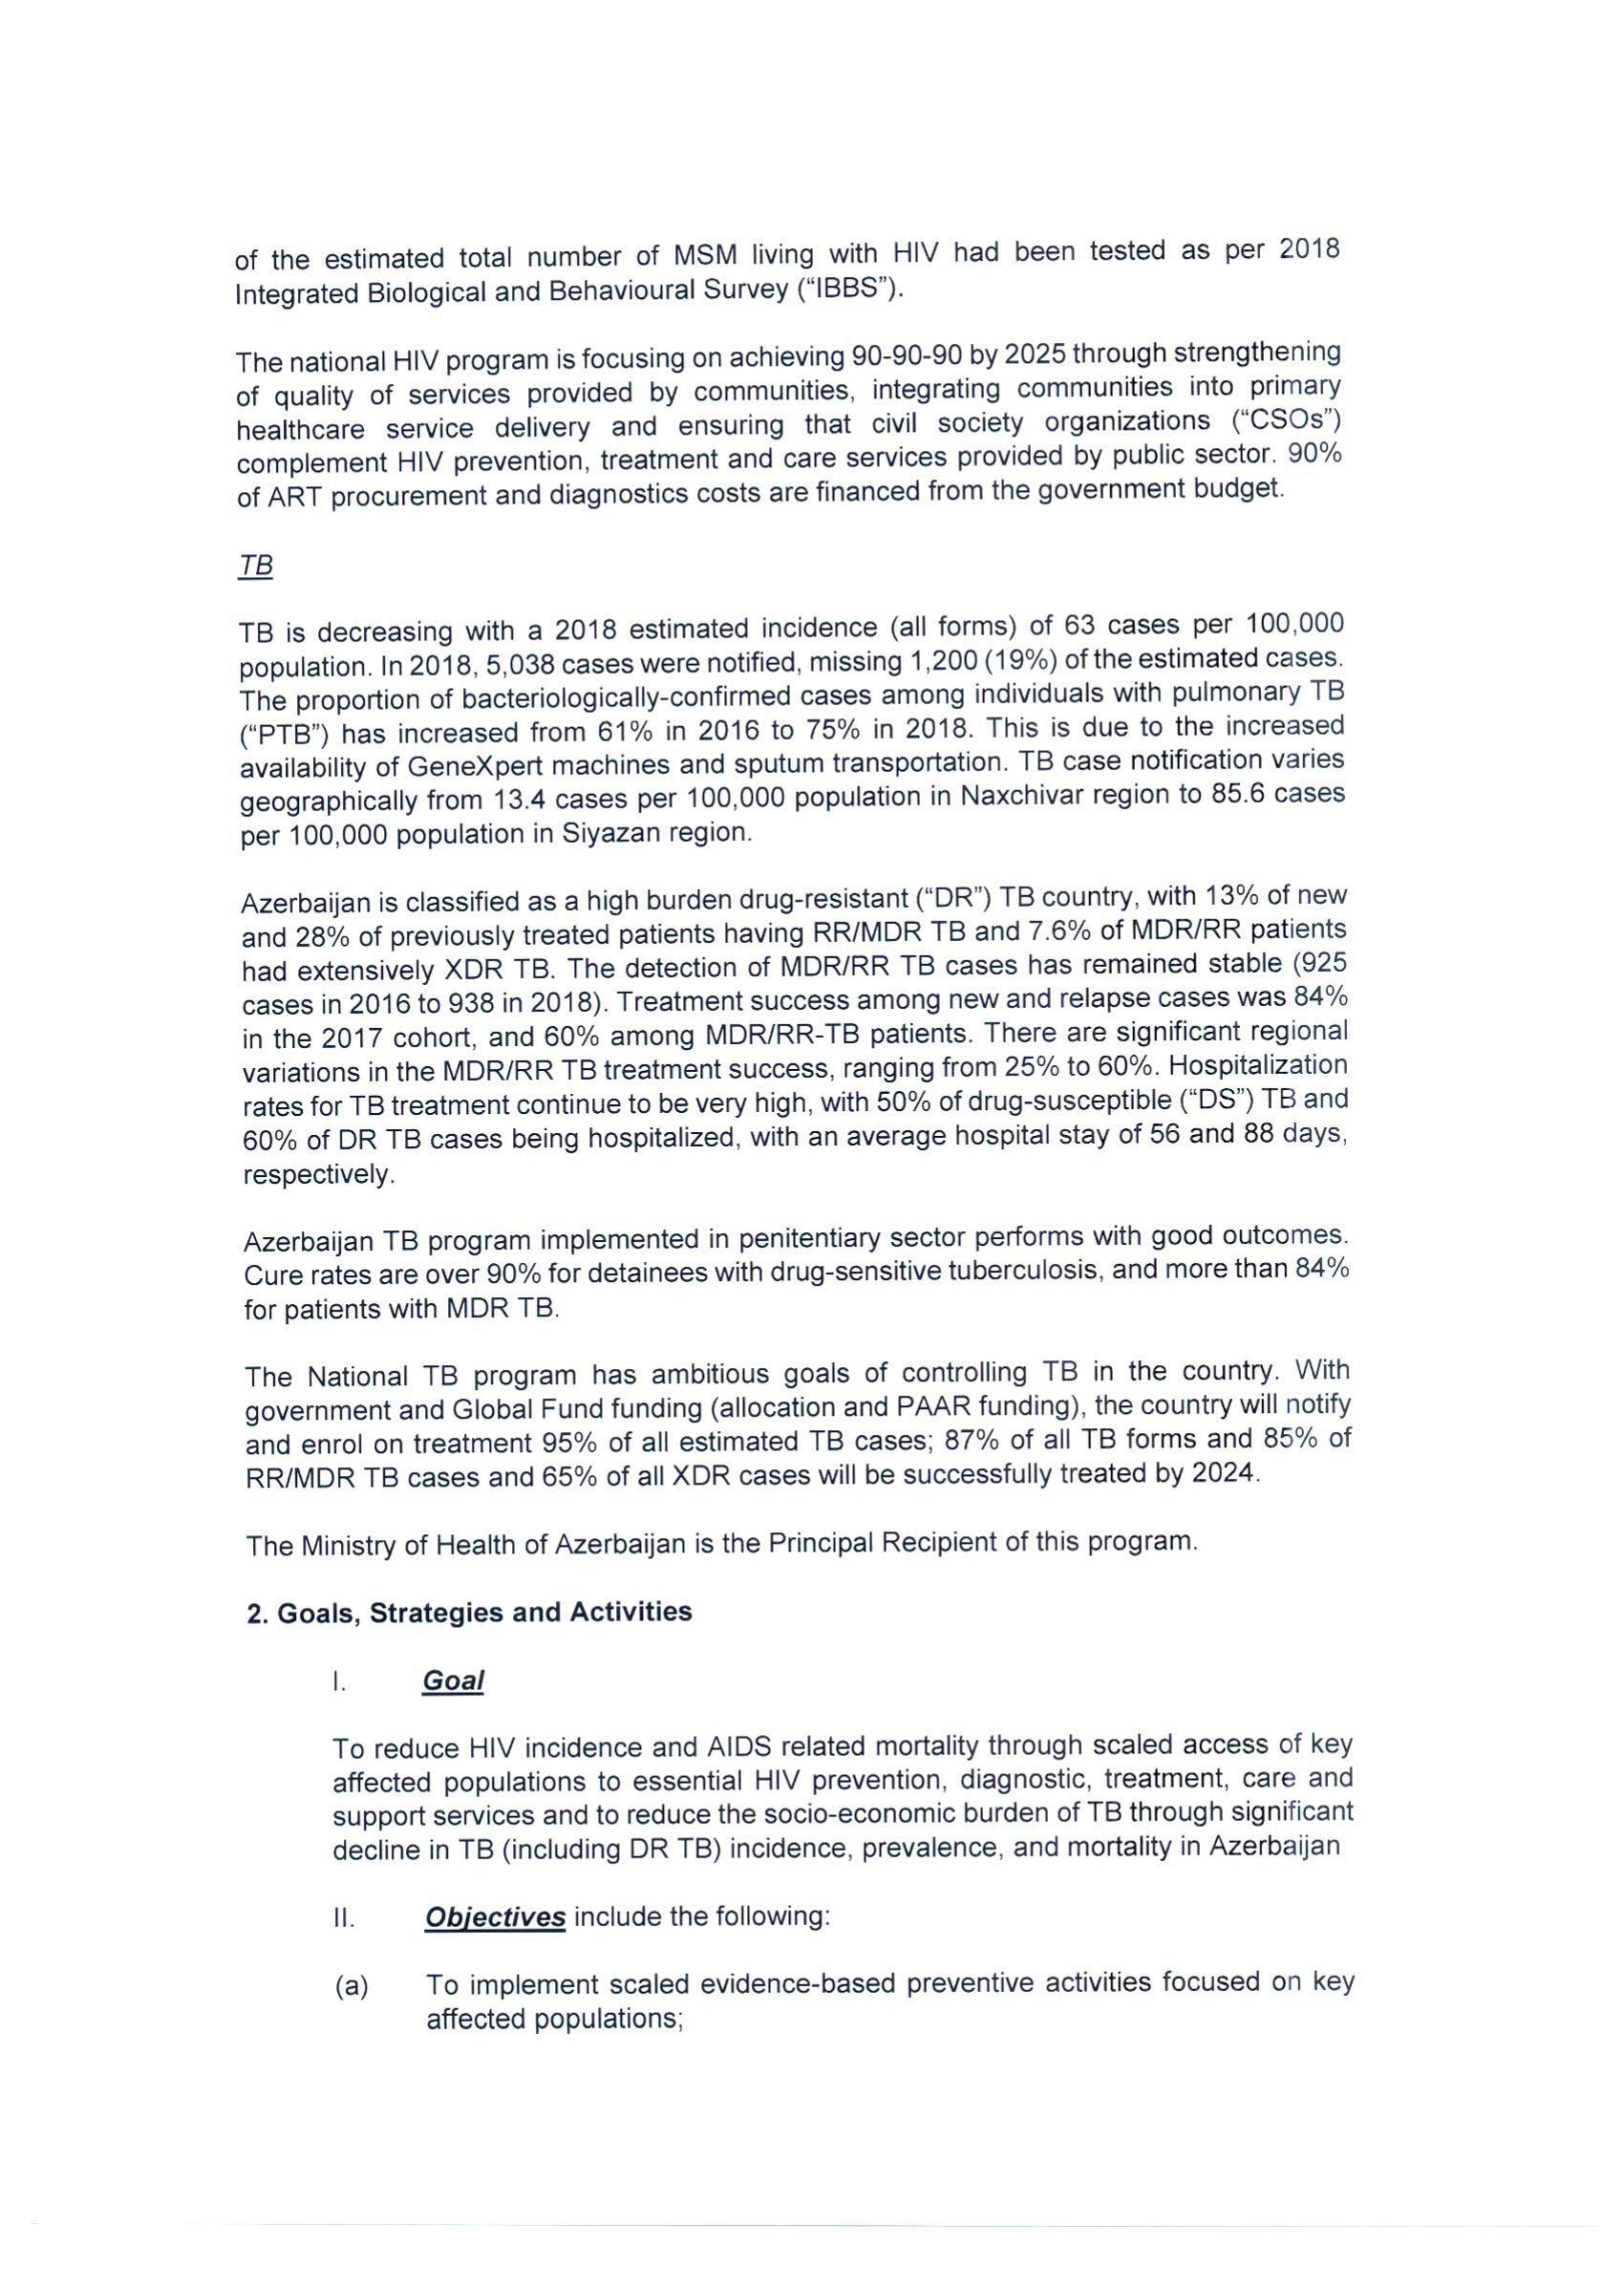 of the estimated total number of MSM living with HIV had been tested as per 2018
Integrated Biological and Behavioural Survey (“IBBS”).
The national HIV program is focusing on achieving 90-90-90 by 2025 through strengthening
of quality of services provided by communities, integrating communities into primary
healthcare service delivery and ensuring that civil society organizations (“CSOs”)
complement HIV prevention, treatment and care services provided by public sector. 90%
of ART procurement and diagnostics costs are financed from the government budget.
TB
TB is decreasing with a 2018 estimated incidence (all forms) of 63 cases per 100,000
population. In 2018, 5,038 cases were notified, missing 1,200 (19%) of the estimated cases.
The proportion of bacteriologically-confirmed cases among individuals with pulmonary TB
(“PTB”) has increased from 61% in 2016 to 75% in 2018. This is due to the increased
availability of GeneXpert machines and sputum transportation. TB case notification varies
geographically from 13.4 cases per 100,000 population in Naxchivar region to 85.6 cases
per 100,000 population in Siyazan region.
Azerbaijan is classified as a high burden drug-resistant (“DR”) TB country, with 13% of new
and 28% of previously treated patients having RR/MDR TB and 7.6% of MDR/RR patients
had extensively XDR TB. The detection of MDR/RR TB cases has remained stable (925
cases in 2016 to 938 in 2018). Treatment success among new and relapse cases was 84%
in the 2017 cohort, and 60% among MDR/RR-TB patients. There are significant regional
variations in the MDR/RR TB treatment success, ranging from 25% to 60%. Hospitalization
rates for TB treatment continue to be very high, with 50% of drug-susceptible (“DS”) TB and
60% of DR TB cases being hospitalized, with an average hospital stay of 56 and 88 days,
respectively.
Azerbaijan TB program implemented in penitentiary sector performs with good outcomes.
Cure rates are over 90% for detainees with drug-sensitive tuberculosis, and more than 84%
for patients with MDR TB.
The National TB program has ambitious goals of controlling TB in the country. With
government and Global Fund funding (allocation and PAAR funding), the country will notify
and enrol on treatment 95% of all estimated TB cases; 87% of all TB forms and 85% of
RR/MDR TB cases and 65% of all XDR cases will be successfully treated by 2024.
The Ministry of Health of Azerbaijan is the Principal Recipient of this program.
2. Goals, Strategies and Activities
I. Goal
To reduce HIV incidence and AIDS related mortality through scaled access of key
affected populations to essential HIV prevention, diagnostic, treatment, care and
support services and to reduce the socio-economic burden of TB through significant
decline in TB (including DR TB) incidence, prevalence, and mortality in Azerbaijan
II. Objectives include the following:
(a) To implement scaled evidence-based preventive activities focused on key
affected populations;